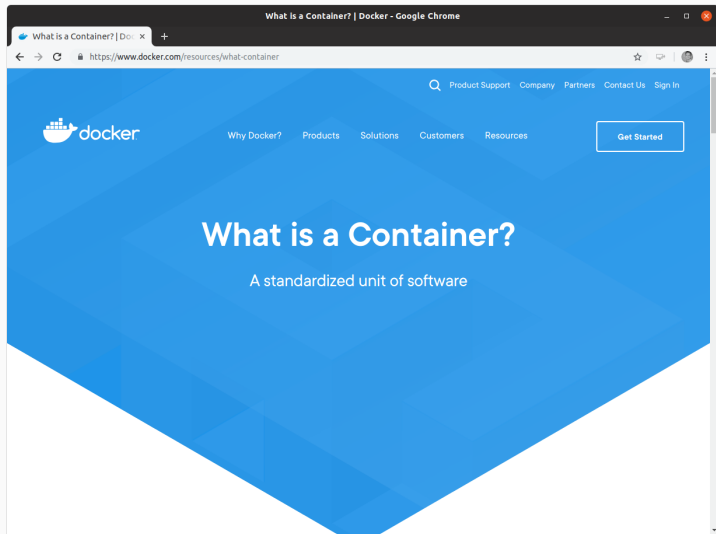 What is a Container? | Docker - Google Chrome
What is a Container? | Doc
https://www.docker.com/resources/what-container
Product Support Company Partners Contact Us Sign In
docker
Why Docker? Products Solutions Customers Resources Get Started
What is a Container?
A standardized unit of software